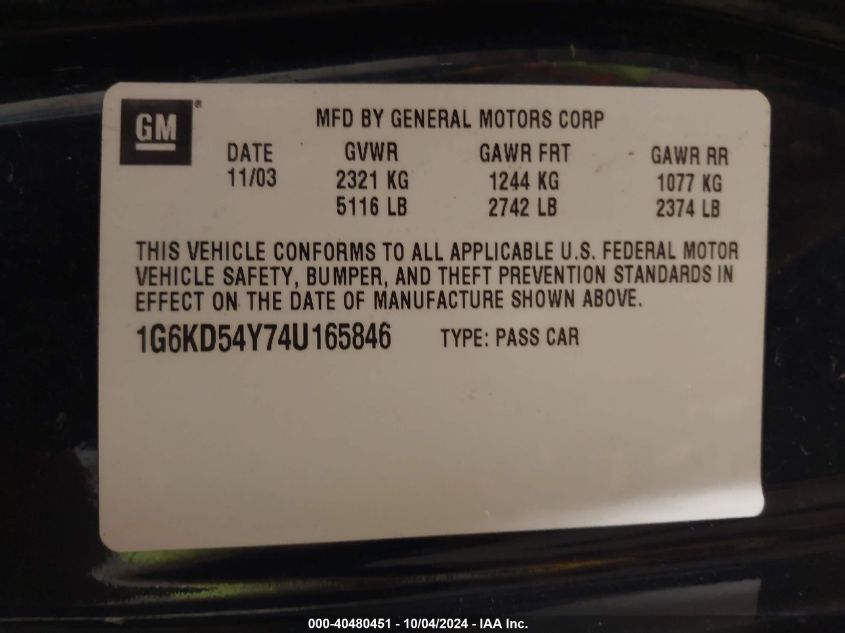 GM®
MFD BY GENERAL MOTORS CORP
DATE GVWR GAWR FRT GAWR RR
11/03 2321 KG 1244 KG 1077 KG
5116 LB 2742 LB 2374 LB
THIS VEHICLE CONFORMS TO ALL APPLICABLE U.S. FEDERAL MOTOR
VEHICLE SAFETY, BUMPER, AND THEFT PREVENTION STANDARDS IN
EFFECT ON THE DATE OF MANUFACTURE SHOWN ABOVE.
1G6KD54Y74U165846 TYPE: PASS CAR
000-40480451 - 10/04/2024 - IAA Inc.